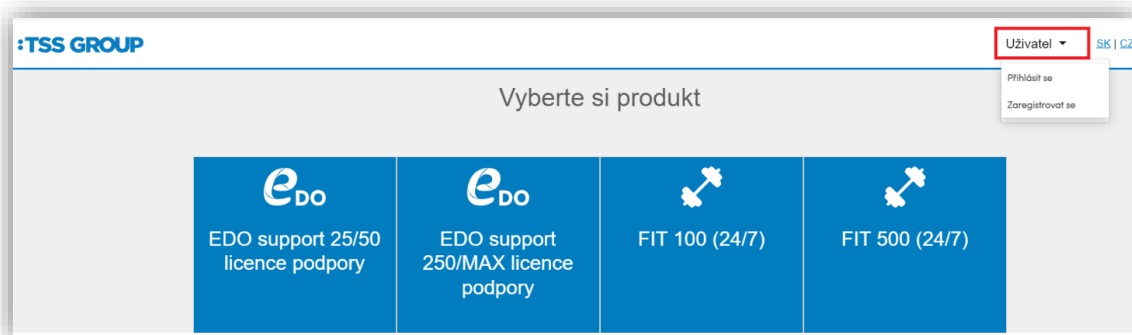 :TSS GROUP
Uživatel
SK | CZ
Přihlásit se
Zaregistrovat se
Vyberte si produkt
eDO
EDO support 25/50
licence podpory
eDO
EDO support
250/MAX licence
podpory
FIT 100 (24/7)
FIT 500 (24/7)